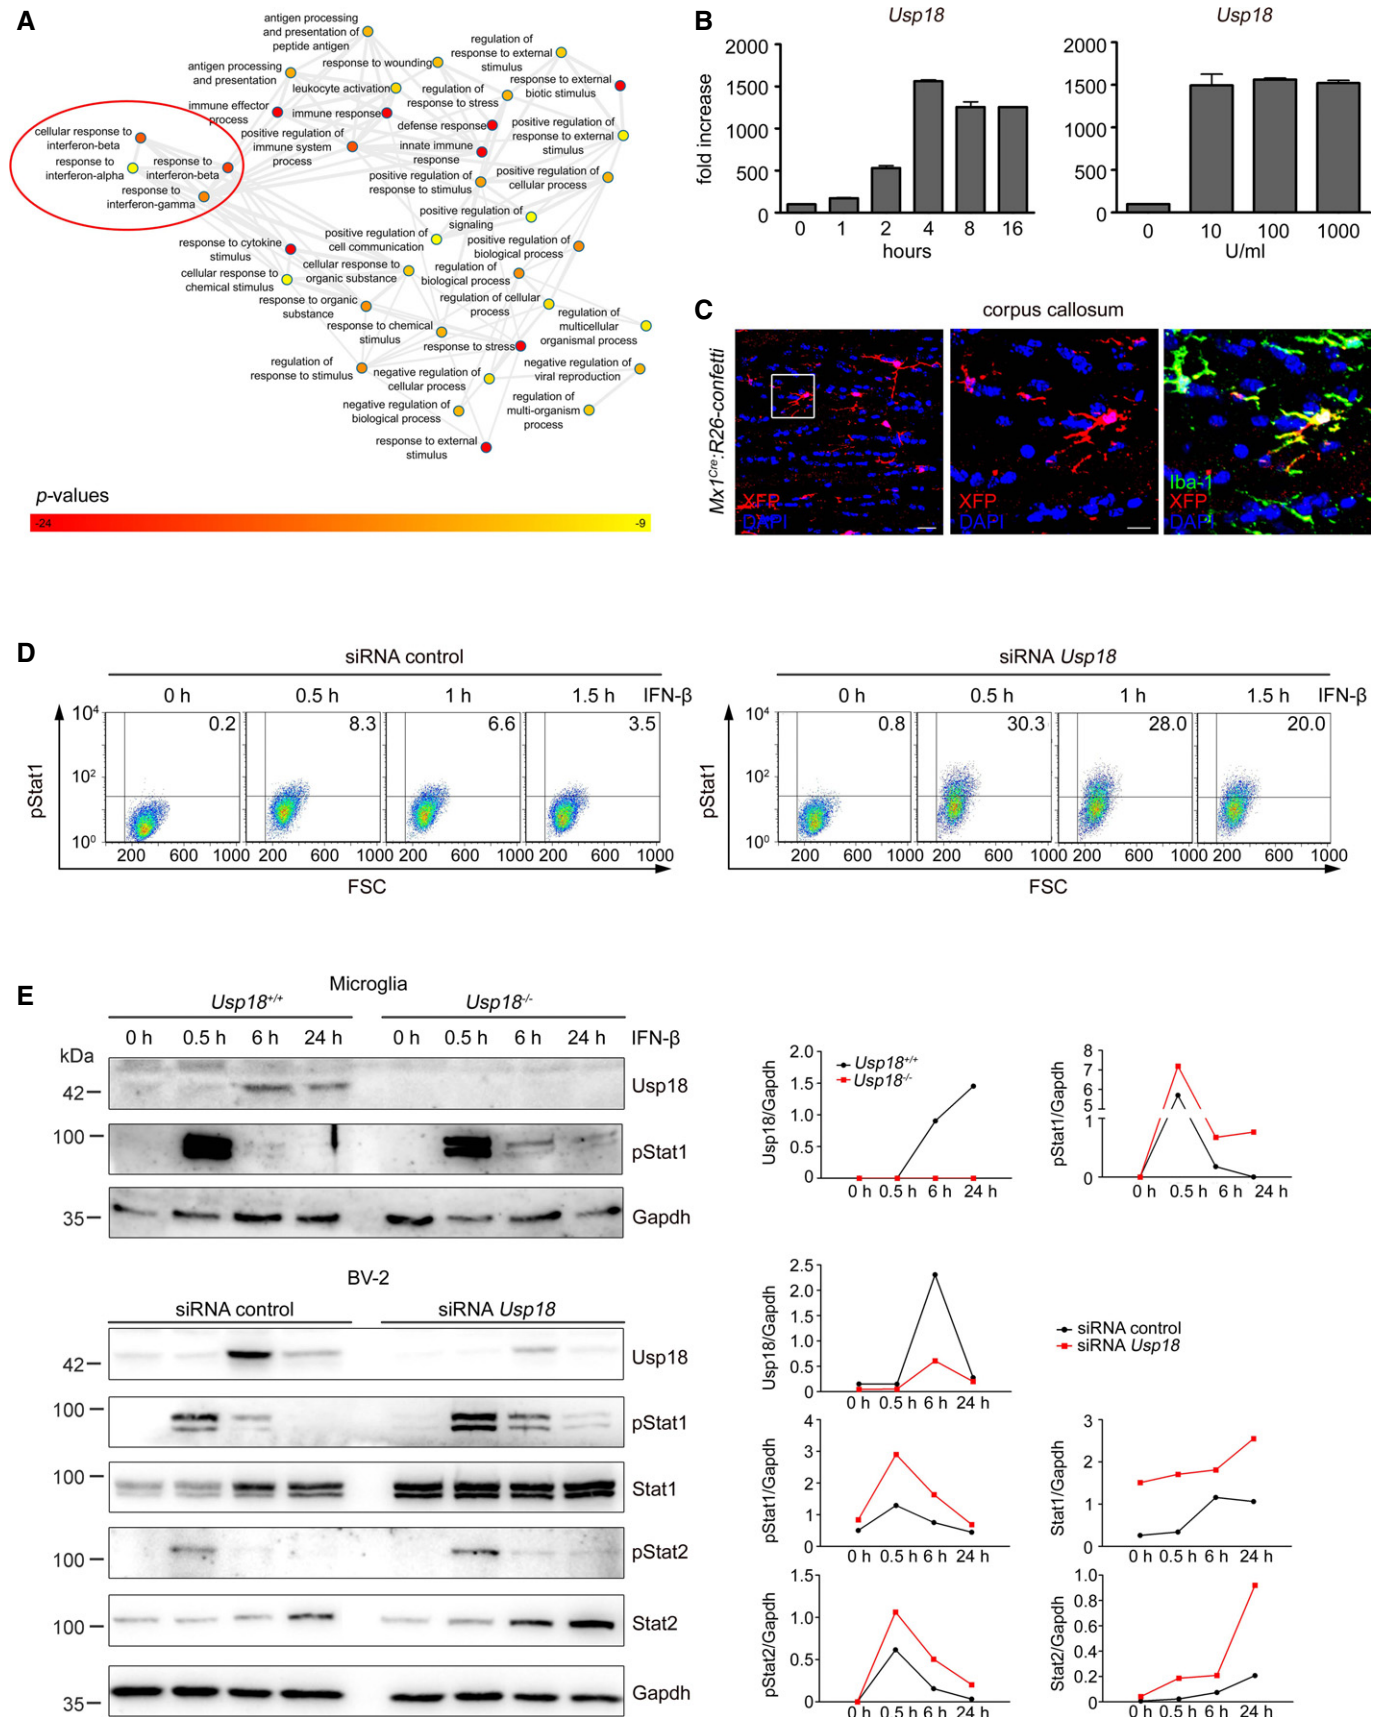 A
antigen processing
and presentation of
peptide antigen
regulation of
response to external
stimulus
antigen processing
and presentation
response to wounding
response to external
biotic stimulus
leukocyte activation
regulation of
response to stress
immune effector
process
immune response
defense response
positive regulation of
response to external
stimulus
cellular response to
interferon-beta
positive regulation of
immune system
process
innate immune
response
response to
interferon-alpha
response to
interferon-beta
response to
interferon-gamma
positive regulation of
response to stimulus
positive regulation of
cellular process
positive regulation of
signaling
response to cytokine
stimulus
positive regulation of
cell communication
positive regulation of
biological process
cellular response to
chemical stimulus
cellular response to
organic substance
regulation of
biological process
response to organic
substance
regulation of cellular
process
regulation of
multicellular
organismal process
response to chemical
stimulus
response to stress
regulation of
response to stimulus
negative regulation of
cellular process
negative regulation of
viral reproduction
negative regulation of
biological process
regulation of
multi-organism
process
response to external
stimulus
p-values
-24 -9
B
Usp18
fold increase
2000
1500
1000
500
0
0 1 2 4 8 16
hours
Usp18
2000
1500
1000
500
0
0 10 100 1000
U/ml
C
corpus callosum
Mx1Cre:R26-confetti
XFP
DAPI
XFP
DAPI
Iba-1
XFP
DAPI
D
siRNA control
0 h 0.5 h 1 h 1.5 h IFN-β
pStat1
10⁴
10²
10⁰
0.2 8.3 6.6 3.5
200 600 1000 200 600 1000 200 600 1000 200 600 1000
FSC
siRNA Usp18
0 h 0.5 h 1 h 1.5 h IFN-β
pStat1
10⁴
10²
10⁰
0.8 30.3 28.0 20.0
200 600 1000 200 600 1000 200 600 1000 200 600 1000
FSC
E
Microglia
Usp18+/+ Usp18-/-
0 h 0.5 h 6 h 24 h 0 h 0.5 h 6 h 24 h IFN-β
kDa
42 Usp18
100 pStat1
35 Gapdh
BV-2
siRNA control siRNA Usp18
42 Usp18
100 pStat1
100 Stat1
100 pStat2
100 Stat2
35 Gapdh
Usp18/Gapdh
2.0
1.5
1.0
0.5
0
Usp18+/+
Usp18-/-
0 h 0.5 h 6 h 24 h
pStat1/Gapdh
8
7
6
5
1
0
0 h 0.5 h 6 h 24 h
Usp18/Gapdh
2.5
2.0
1.5
1.0
0.5
0
0 h 0.5 h 6 h 24 h
siRNA control
siRNA Usp18
pStat1/Gapdh
4
3
2
1
0
0 h 0.5 h 6 h 24 h
Stat1/Gapdh
3
2
1
0
0 h 0.5 h 6 h 24 h
pStat2/Gapdh
1.5
1.0
0.5
0
0 h 0.5 h 6 h 24 h
Stat2/Gapdh
1.0
0.8
0.6
0.4
0.2
0
0 h 0.5 h 6 h 24 h